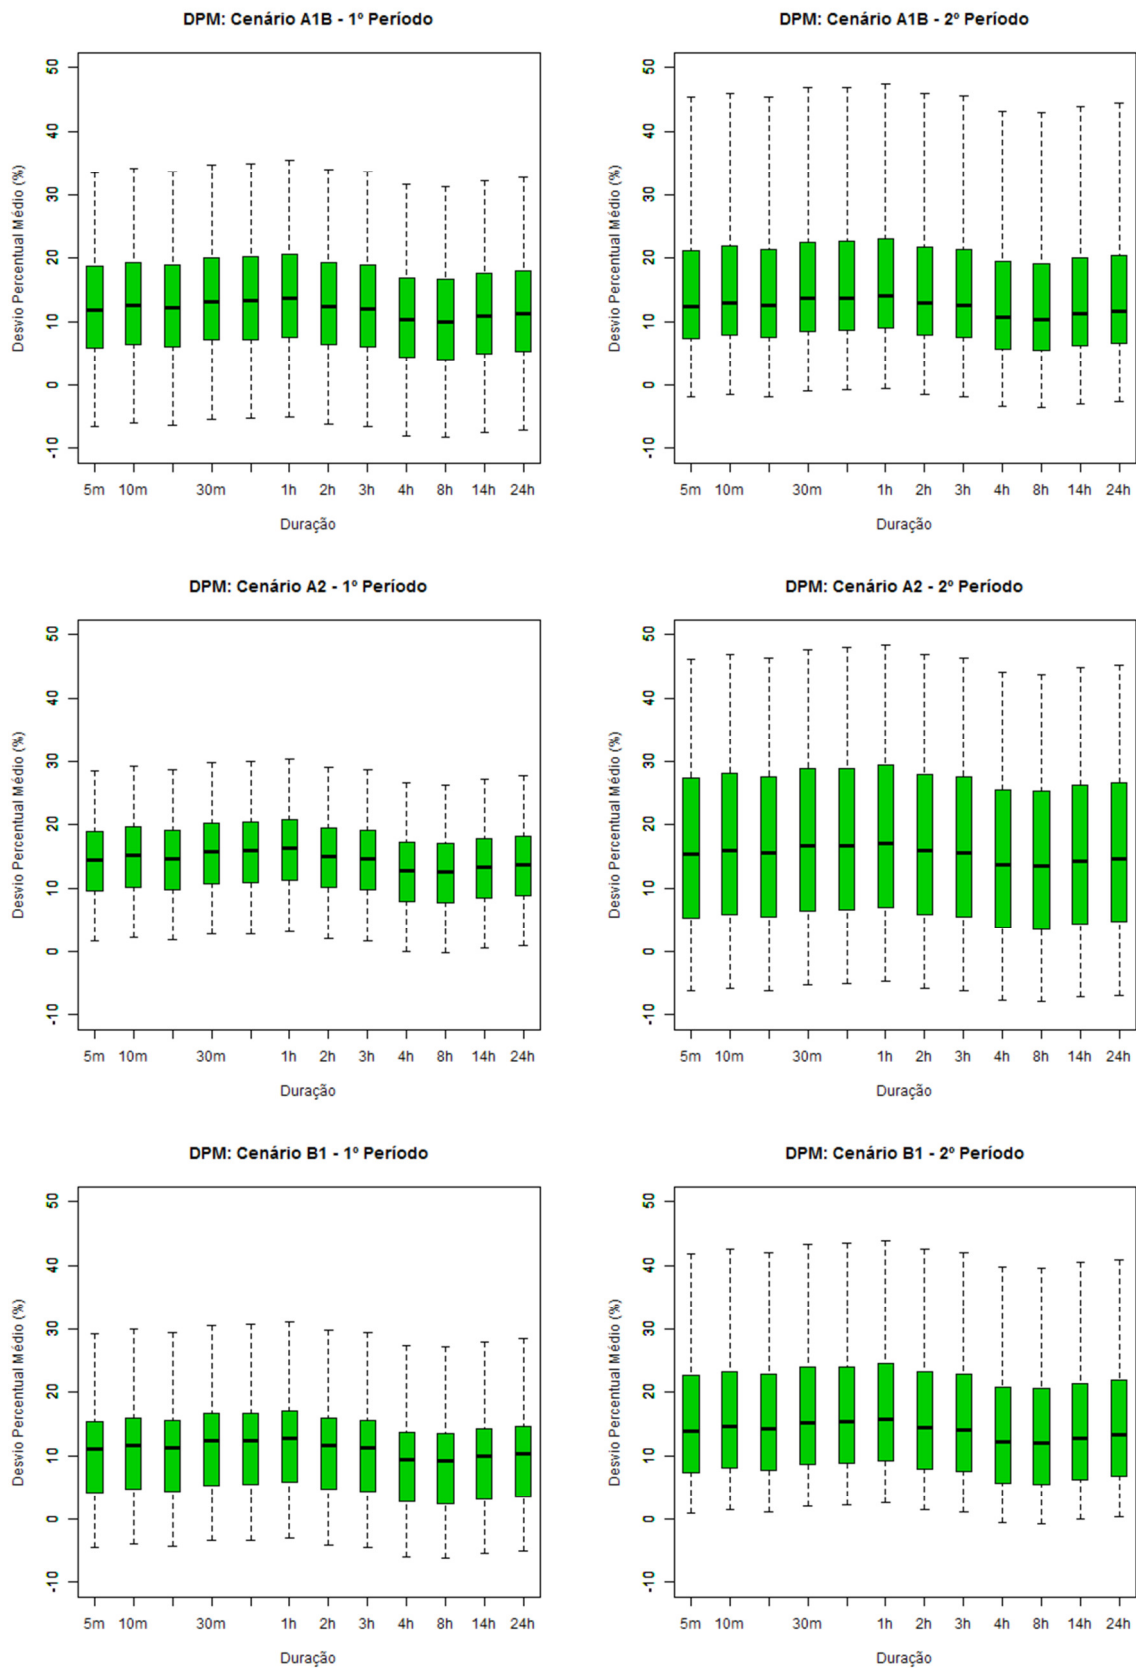 DPM: Cenário A1B - 1º Período
Desvio Percentual Médio (%)
50
40
30
20
10
0
-10
5m 10m 30m 1h 2h 3h 4h 8h 14h 24h
Duração
DPM: Cenário A1B - 2º Período
Desvio Percentual Médio (%)
50
40
30
20
10
0
-10
5m 10m 30m 1h 2h 3h 4h 8h 14h 24h
Duração
DPM: Cenário A2 - 1º Período
Desvio Percentual Médio (%)
50
40
30
20
10
0
-10
5m 10m 30m 1h 2h 3h 4h 8h 14h 24h
Duração
DPM: Cenário A2 - 2º Período
Desvio Percentual Médio (%)
50
40
30
20
10
0
-10
5m 10m 30m 1h 2h 3h 4h 8h 14h 24h
Duração
DPM: Cenário B1 - 1º Período
Desvio Percentual Médio (%)
50
40
30
20
10
0
-10
5m 10m 30m 1h 2h 3h 4h 8h 14h 24h
Duração
DPM: Cenário B1 - 2º Período
Desvio Percentual Médio (%)
50
40
30
20
10
0
-10
5m 10m 30m 1h 2h 3h 4h 8h 14h 24h
Duração